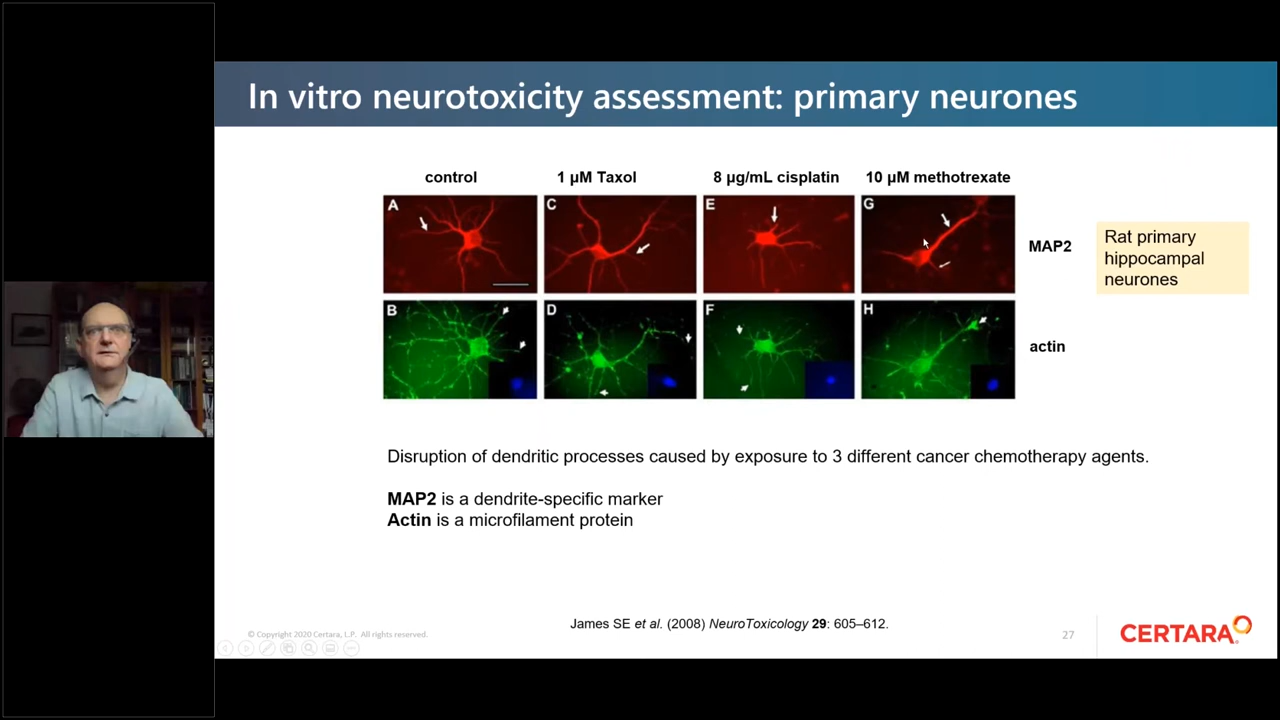 In vitro neurotoxicity assessment: primary neurones
control
1 µM Taxol
8 µg/mL cisplatin
10 µM methotrexate
A
C
E
G
MAP2
Rat primary
hippocampal
neurones
B
D
F
H
actin
Disruption of dendritic processes caused by exposure to 3 different cancer chemotherapy agents.
MAP2 is a dendrite-specific marker
Actin is a microfilament protein
James SE et al. (2008) NeuroToxicology 29: 605–612.
© Copyright 2020 Certara, L.P. All rights reserved.
27
CERTARA